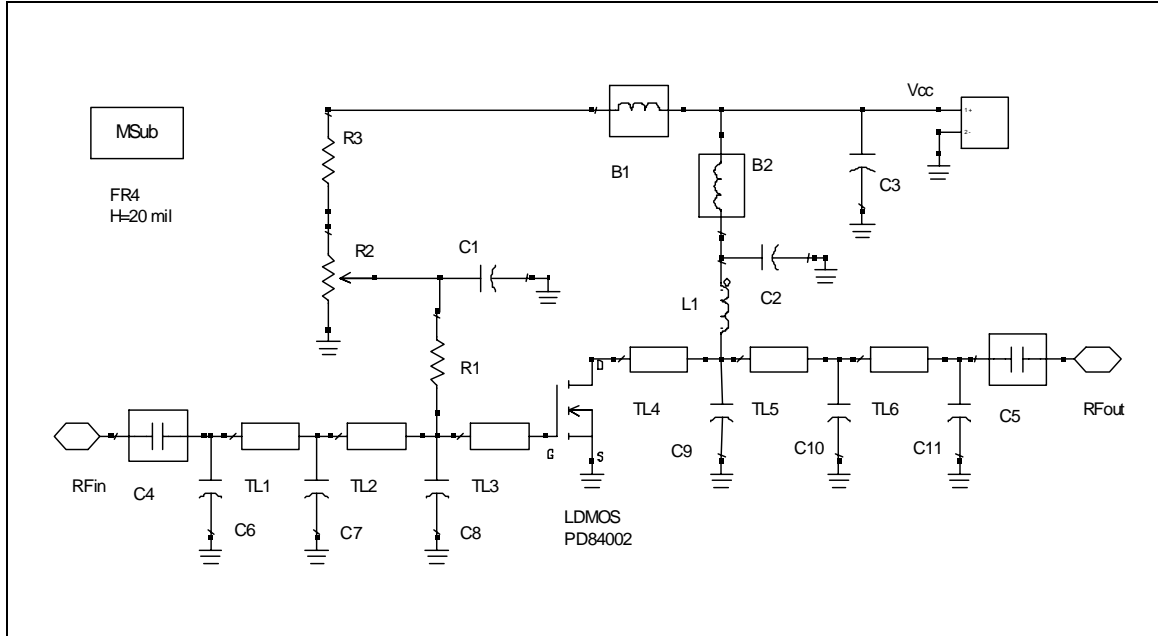 Vcc
1+
2-
MSub
FR4
H=20 mil
R3
B1
B2
C3
R2
C1
C2
L1
R1
D
G
S
TL4
TL5
TL6
C5
RFout
C9
C10
C11
RFin
C4
TL1
TL2
TL3
C6
C7
C8
LDMOS
PD84002